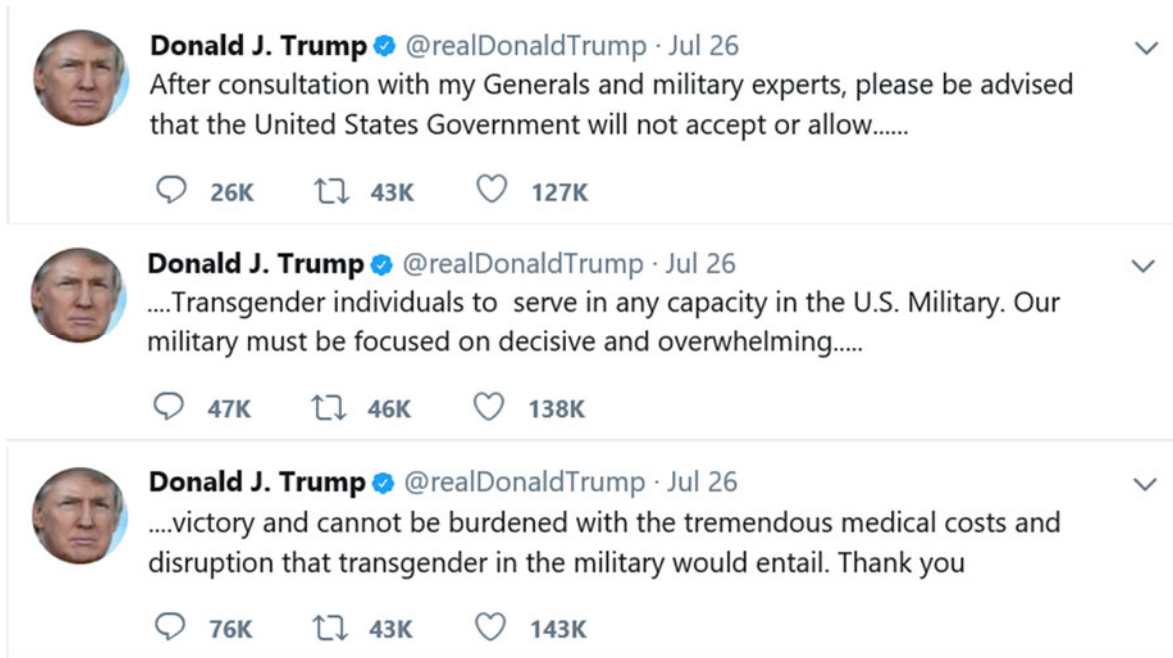 Donald J. Trump @realDonaldTrump · Jul 26
After consultation with my Generals and military experts, please be advised
that the United States Government will not accept or allow......
26K 43K 127K
Donald J. Trump @realDonaldTrump · Jul 26
....Transgender individuals to  serve in any capacity in the U.S. Military. Our
military must be focused on decisive and overwhelming.....
47K 46K 138K
Donald J. Trump @realDonaldTrump · Jul 26
....victory and cannot be burdened with the tremendous medical costs and
disruption that transgender in the military would entail. Thank you
76K 43K 143K